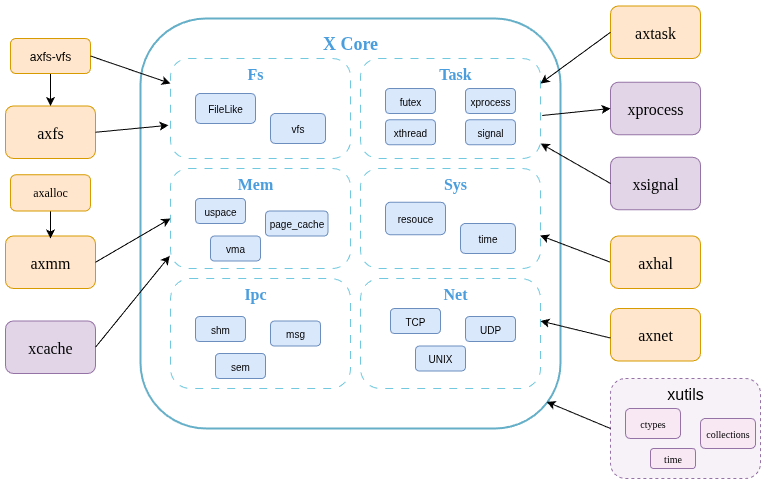 X Core
axfs-vfs
axfs
axalloc
axmm
xcache
Fs
FileLike
vfs
Task
futex
xprocess
xthread
signal
Mem
uspace
page_cache
vma
Sys
resouce
time
Ipc
shm
msg
sem
Net
TCP
UDP
UNIX
axtask
xprocess
xsignal
axhal
axnet
xutils
ctypes
collections
time